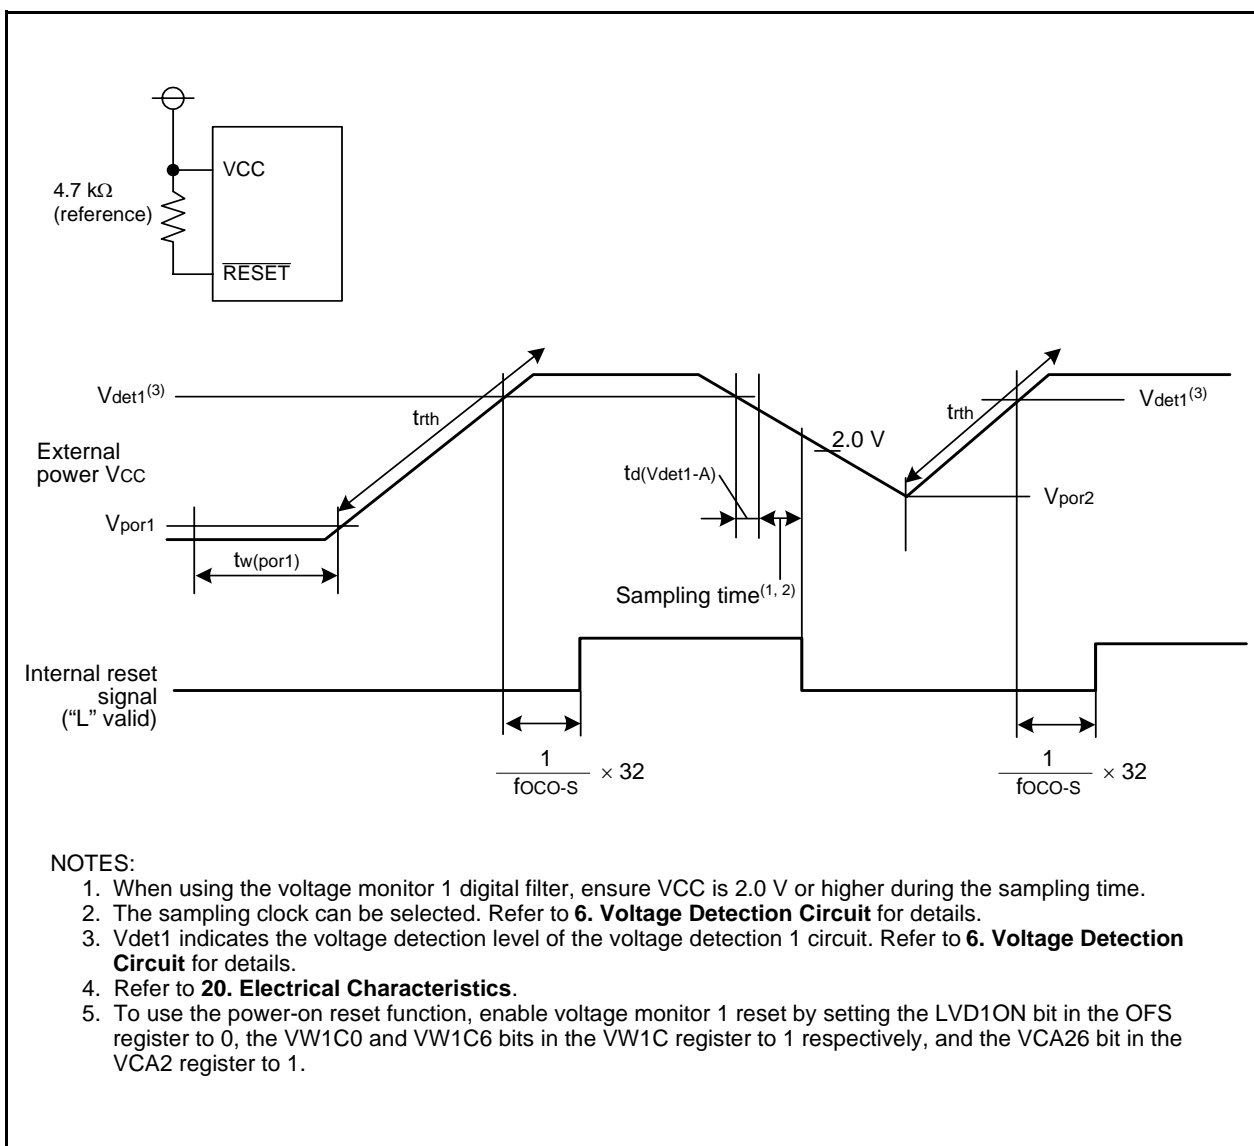 VCC
4.7 kΩ
(reference)
RESET
Vdet1(3)
trth
External
power VCC
Vpor1
tw(por1)
2.0 V
td(Vdet1-A)
Sampling time(1, 2)
trth
Vdet1(3)
Vpor2
Internal reset
signal
(“L” valid)
1
fOCO-S
× 32
1
fOCO-S
× 32
NOTES:
1. When using the voltage monitor 1 digital filter, ensure VCC is 2.0 V or higher during the sampling time.
2. The sampling clock can be selected. Refer to 6. Voltage Detection Circuit for details.
3. Vdet1 indicates the voltage detection level of the voltage detection 1 circuit. Refer to 6. Voltage Detection
Circuit for details.
4. Refer to 20. Electrical Characteristics.
5. To use the power-on reset function, enable voltage monitor 1 reset by setting the LVD1ON bit in the OFS
register to 0, the VW1C0 and VW1C6 bits in the VW1C register to 1 respectively, and the VCA26 bit in the
VCA2 register to 1.